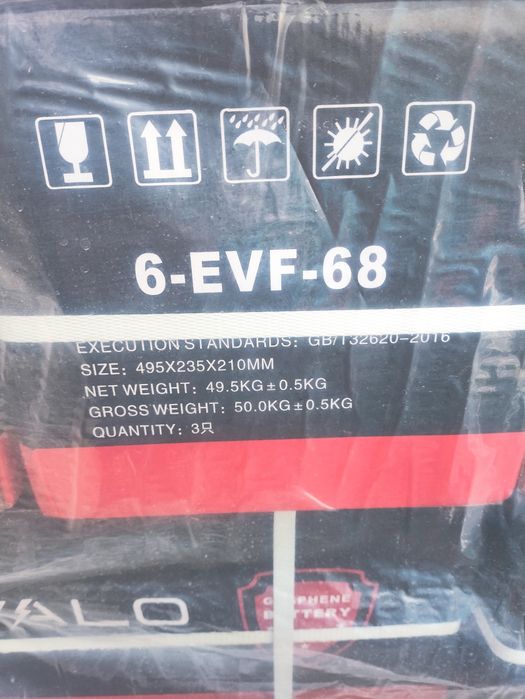 6-EVF-68
EXECUTION STANDARDS: GB/T32620-2016
SIZE: 495X235X210MM
NET WEIGHT: 49.5KG±0.5KG
GROSS WEIGHT: 50.0KG±0.5KG
QUANTITY: 3只
GRAPHENE
BATTERY